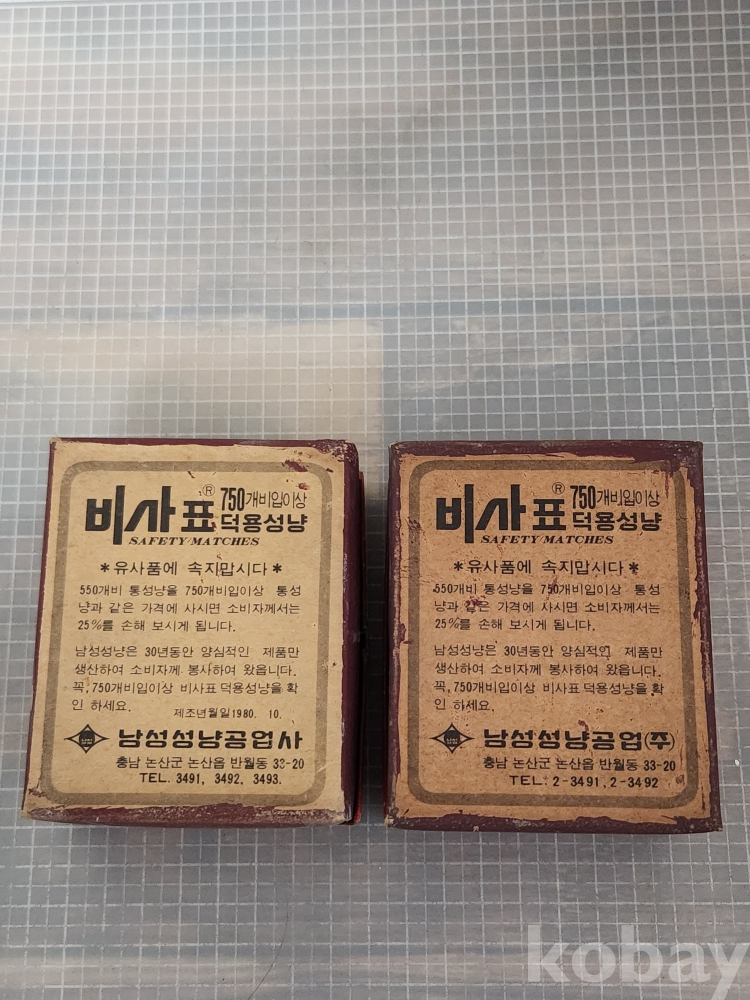 비사표® 750개비입이상
덕용성냥
SAFETY MATCHES
*유사품에 속지맙시다*
550개비 통성냥을 750개비입이상 통성
냥과 같은 가격에 사시면 소비자께서는
25%를 손해 보시게 됩니다.
남성성냥은 30년동안 양심적인 제품만
생산하여 소비자께 봉사하여 왔읍니다.
꼭, 750개비입이상 비사표 덕용성냥을 확
인 하세요. 제조년월일 1980. 10.
남성성냥공업사
충남 논산군 논산읍 반월동 33-20
TEL. 3491, 3492, 3493.
비사표® 750개비입이상
덕용성냥
SAFETY MATCHES
*유사품에 속지맙시다*
550개비 통성냥을 750개비입이상 통성
냥과 같은 가격에 사시면 소비자께서는
25%를 손해 보시게 됩니다.
남성성냥은 30년동안 양심적인 제품만
생산하여 소비자께 봉사하여 왔읍니다.
꼭, 750개비입이상 비사표 덕용성냥을 확
인 하세요.
남성성냥공업(주)
충남 논산군 논산읍 반월동 33-20
TEL: 2-3491, 2-3492
kobay